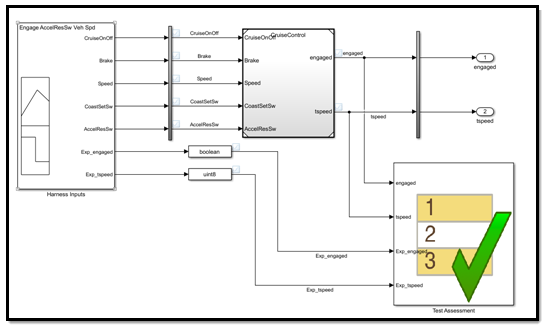 Engage AccelResSw Veh Spd
CruiseOnOff
Brake
Speed
CoastSetSw
AccelResSw
Exp_engaged
Exp_tspeed
Harness Inputs
CruiseOnOff
Brake
Speed
CoastSetSw
AccelResSw
boolean
uint8
CruiseControl
CruiseOnOff
Brake
Speed
CoastSetSw
AccelResSw
engaged
tspeed
engaged
tspeed
1
engaged
2
tspeed
Exp_engaged
Exp_tspeed
engaged
tspeed
Exp_engaged
Exp_tspeed
1
2
3
Test Assessment